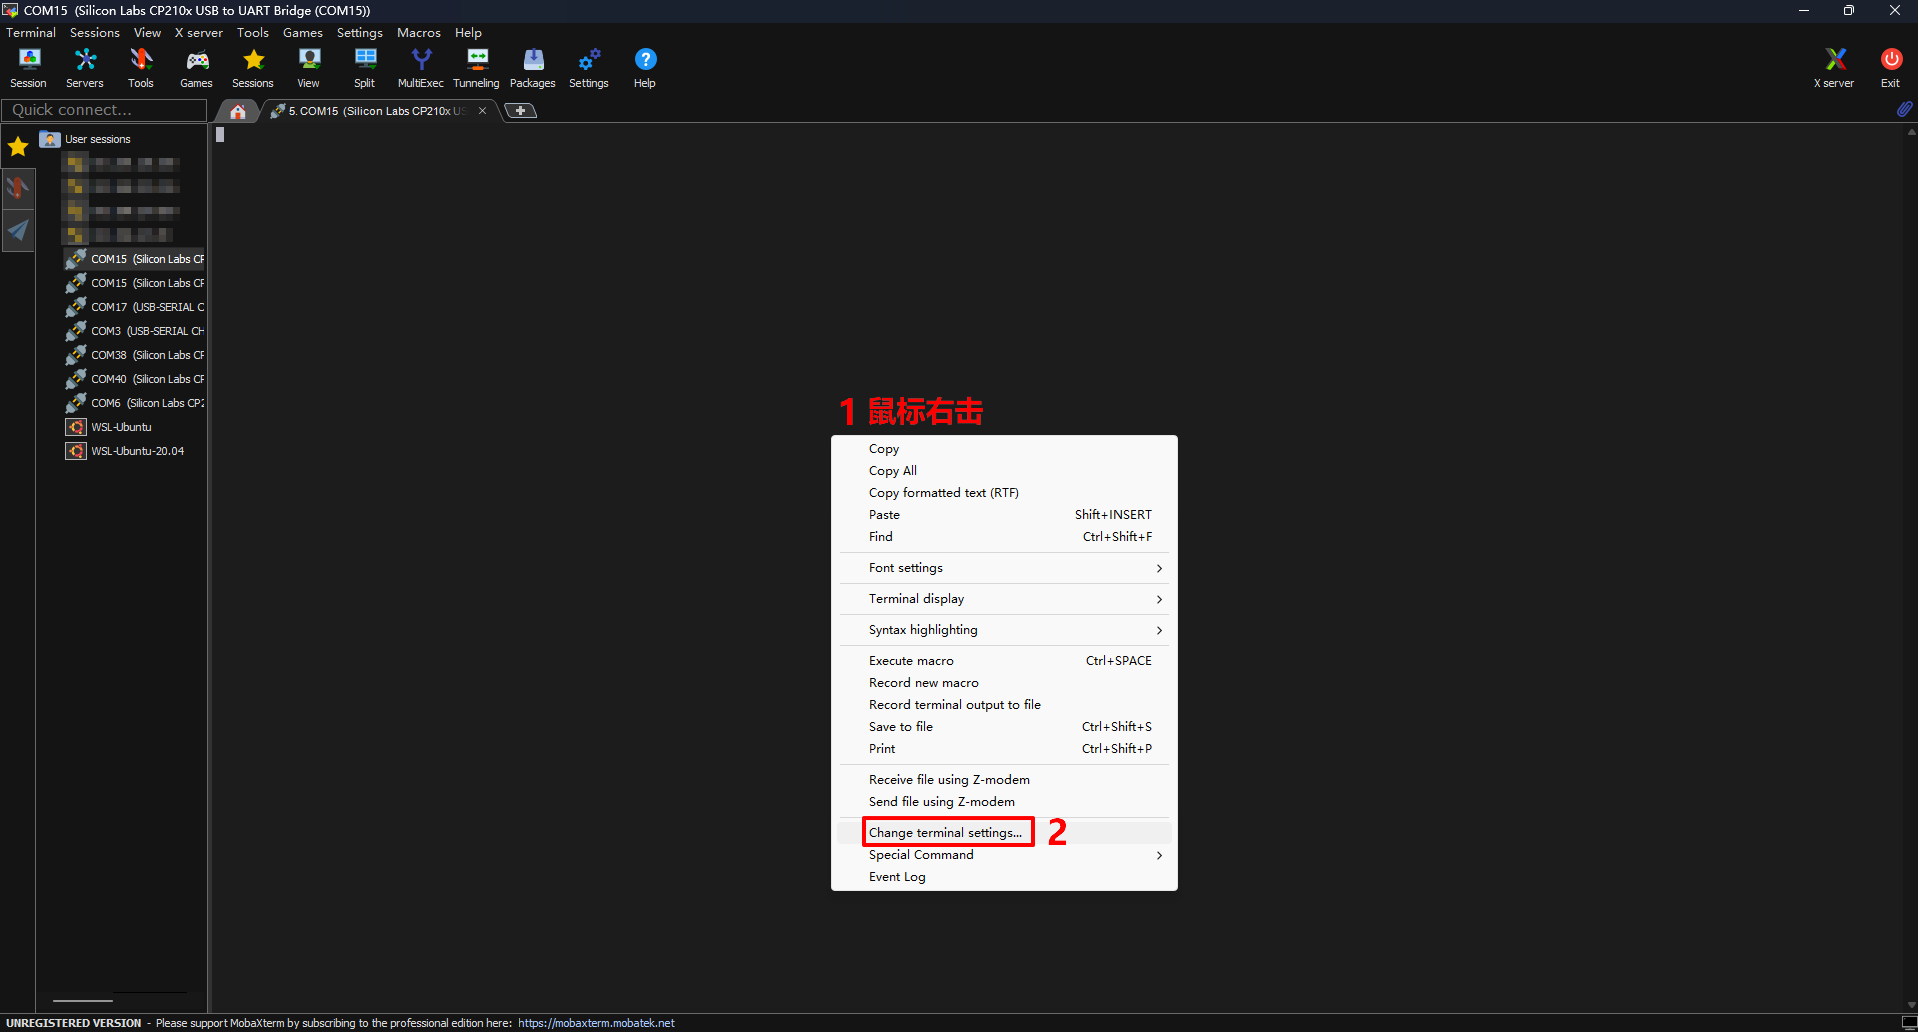 COM15  (Silicon Labs CP210x USB to UART Bridge (COM15))
Terminal Sessions View X server Tools Games Settings Macros Help
Session Servers Tools Games Sessions View Split MultiExec Tunneling Packages Settings Help X server Exit
Quick connect...
5. COM15  (Silicon Labs CP210x US
User sessions
COM15  (Silicon Labs CP
COM15  (Silicon Labs CP
COM17  (USB-SERIAL C
COM3  (USB-SERIAL CH
COM38  (Silicon Labs CP
COM40  (Silicon Labs CP
COM6  (Silicon Labs CP2
WSL-Ubuntu
WSL-Ubuntu-20.04
1 鼠标右击
Copy
Copy All
Copy formatted text (RTF)
Paste Shift+INSERT
Find Ctrl+Shift+F
Font settings
Terminal display
Syntax highlighting
Execute macro Ctrl+SPACE
Record new macro
Record terminal output to file
Save to file Ctrl+Shift+S
Print Ctrl+Shift+P
Receive file using Z-modem
Send file using Z-modem
Change terminal settings... 2
Special Command
Event Log
UNREGISTERED VERSION - Please support MobaXterm by subscribing to the professional edition here: https://mobaxterm.mobatek.net